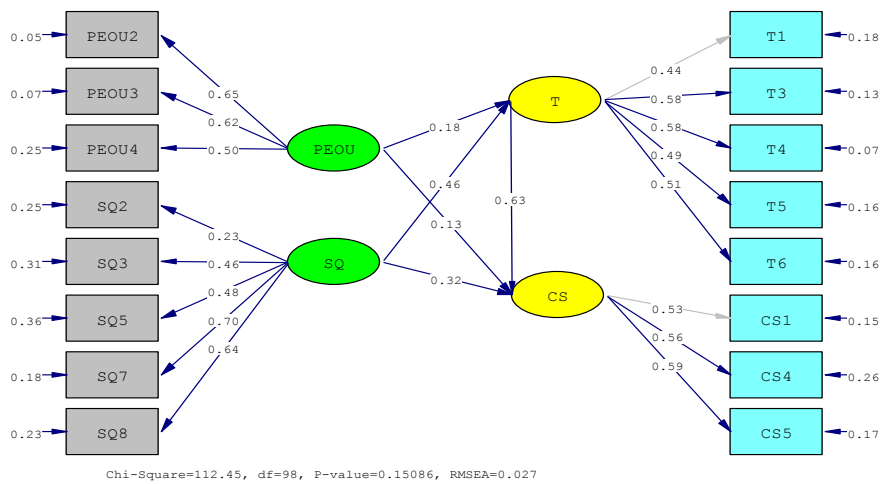 0.05 PEOU2 T1 0.18
0.44
0.07 PEOU3 0.65 T 0.58 T3 0.13
0.62 0.18 0.58
0.25 PEOU4 0.50 PEOU 0.49 T4 0.07
0.46 0.51
0.25 SQ2 0.63 T5 0.16
0.23 0.13
0.31 SQ3 0.46 SQ T6 0.16
0.48 0.32 CS
0.36 SQ5 0.70 0.53 CS1 0.15
0.64 0.56
0.18 SQ7 0.59 CS4 0.26
0.23 SQ8 CS5 0.17
Chi-Square=112.45, df=98, P-value=0.15086, RMSEA=0.027